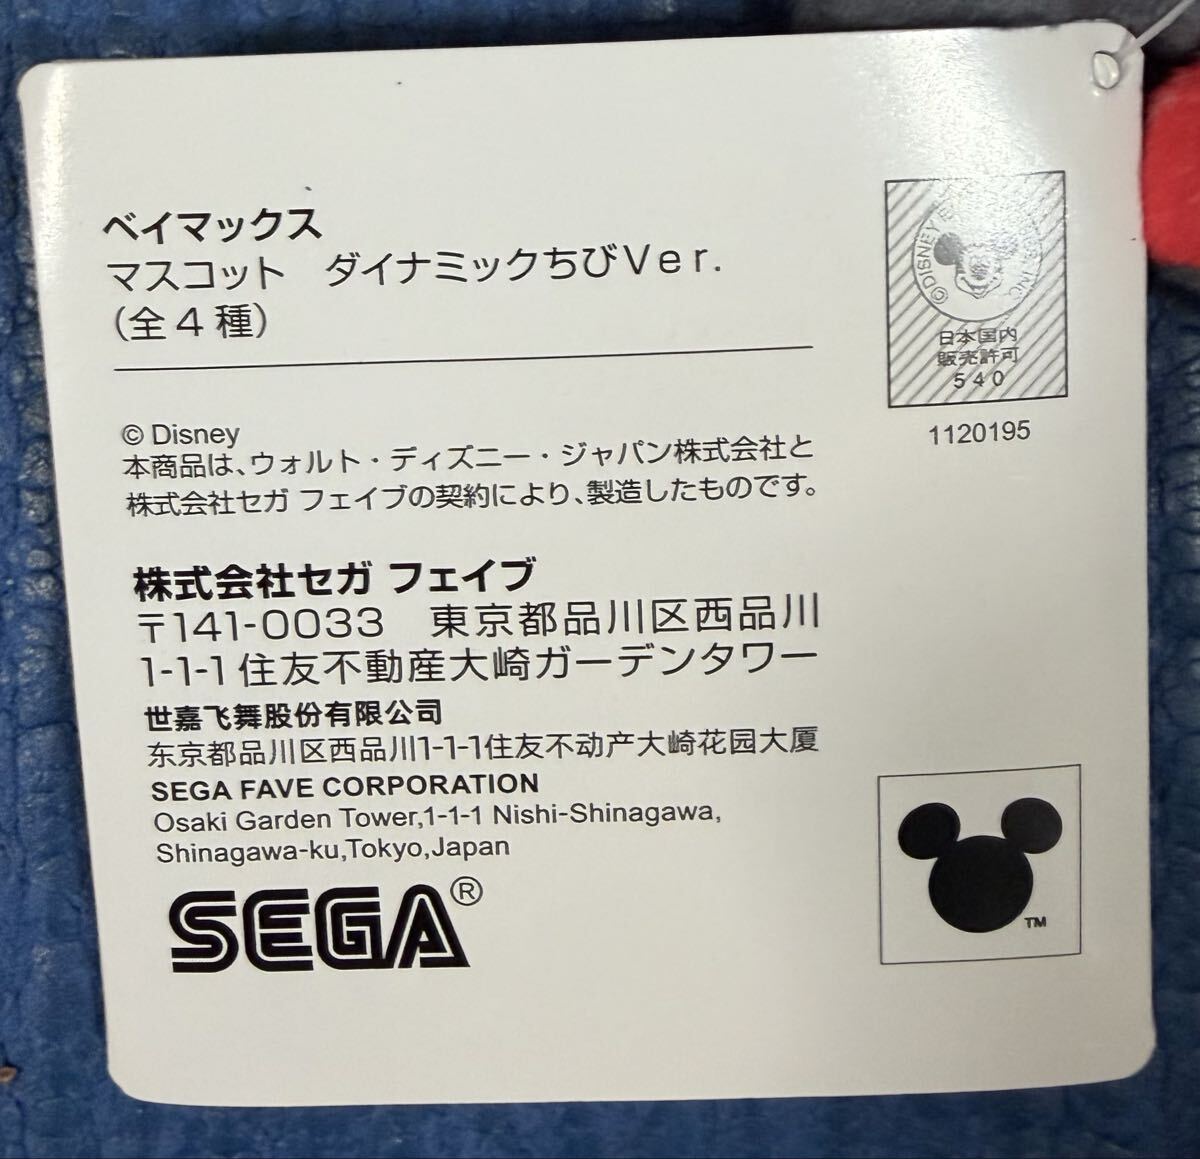 ベイマックス
マスコット ダイナミックちびVer.
(全4種)
©DISNEY
日本国内
販売許可
540
1120195
© Disney
本商品は、ウォルト・ディズニー・ジャパン株式会社と
株式会社セガ フェイブの契約により、製造したものです。
株式会社セガ フェイブ
〒141-0033 東京都品川区西品川
1-1-1住友不動産大崎ガーデンタワー
世嘉飞舞股份有限公司
东京都品川区西品川1-1-1住友不动产大崎花园大厦
SEGA FAVE CORPORATION
Osaki Garden Tower,1-1-1 Nishi-Shinagawa,
Shinagawa-ku,Tokyo,Japan
SEGA®
TM